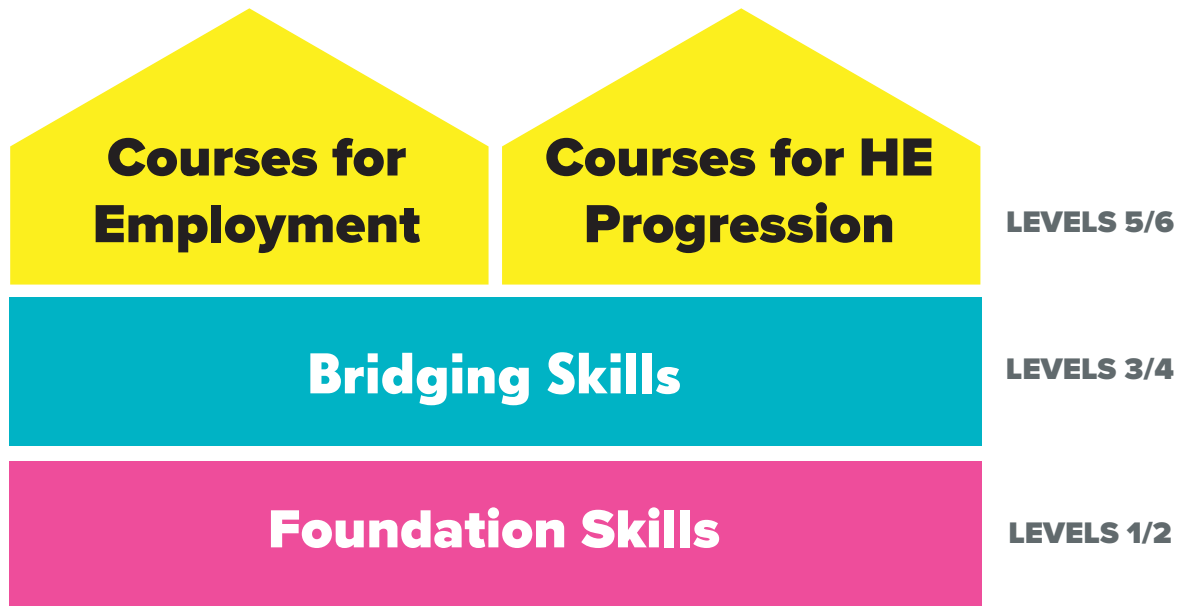 Courses for
Employment
Courses for HE
Progression
LEVELS 5/6
Bridging Skills
LEVELS 3/4
Foundation Skills
LEVELS 1/2